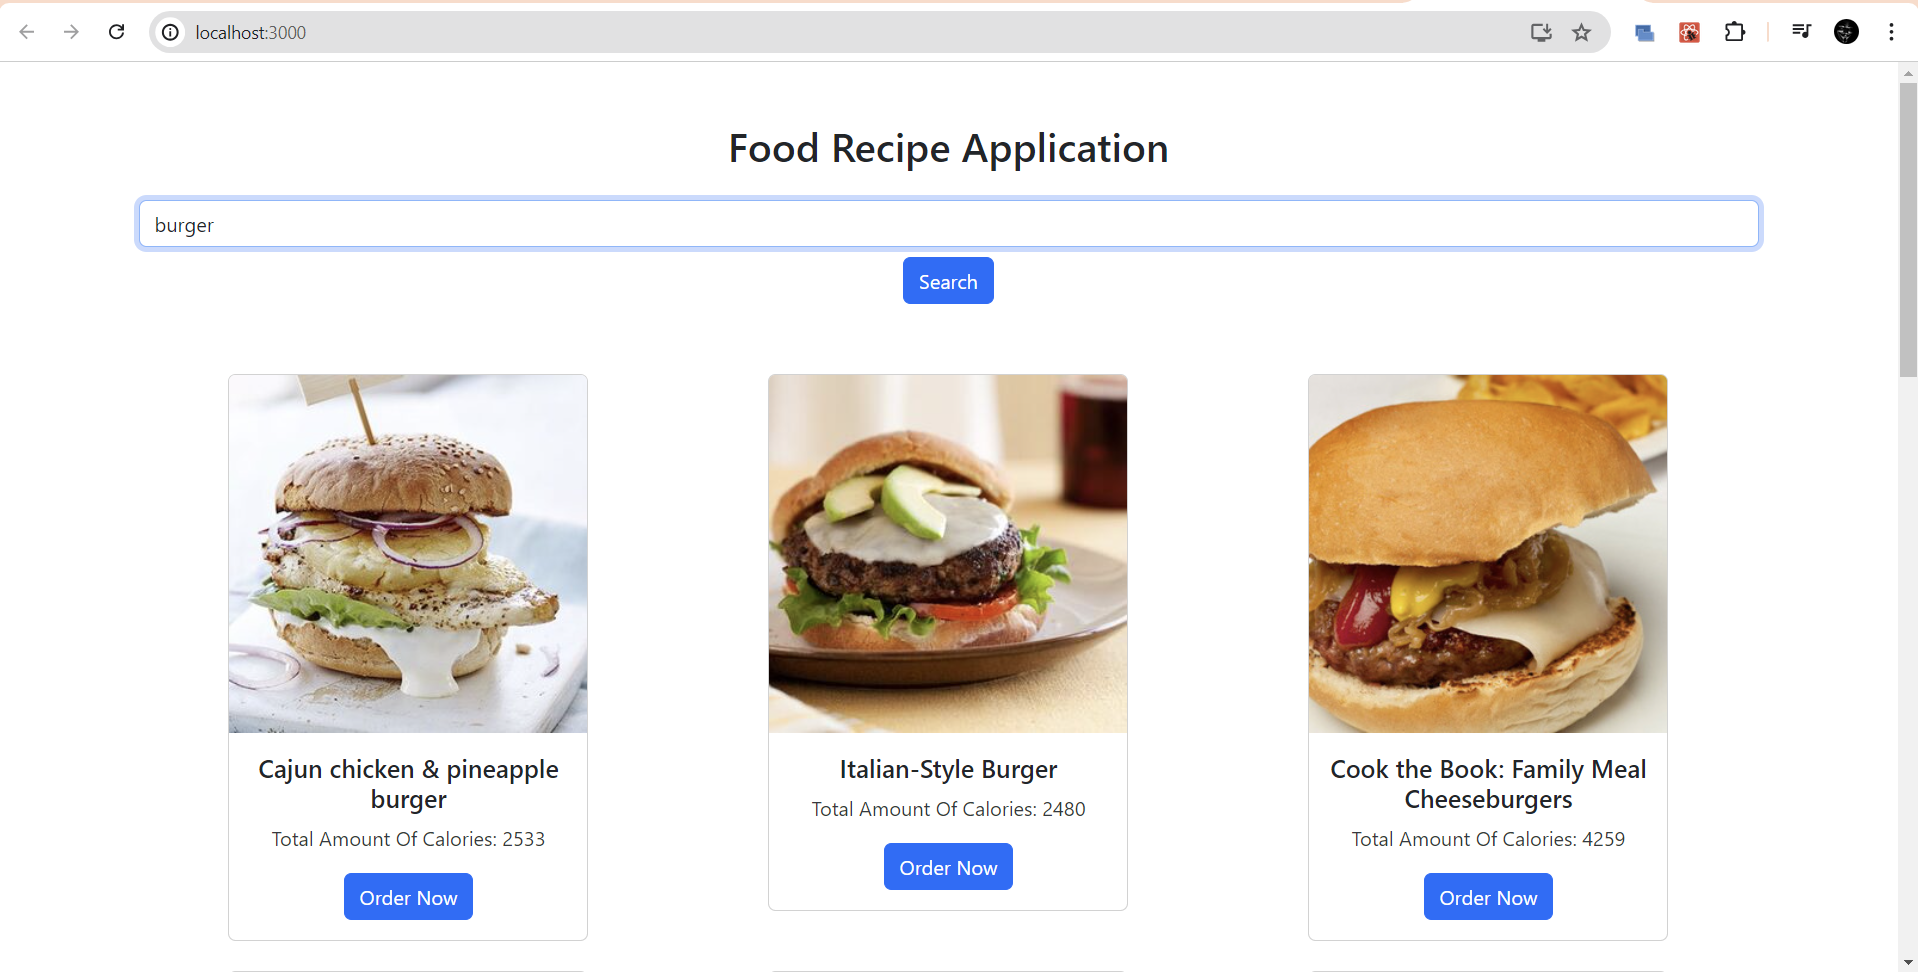 localhost:3000
Food Recipe Application
burger
Search
Cajun chicken & pineapple
burger
Total Amount Of Calories: 2533
Order Now
Italian-Style Burger
Total Amount Of Calories: 2480
Order Now
Cook the Book: Family Meal
Cheeseburgers
Total Amount Of Calories: 4259
Order Now